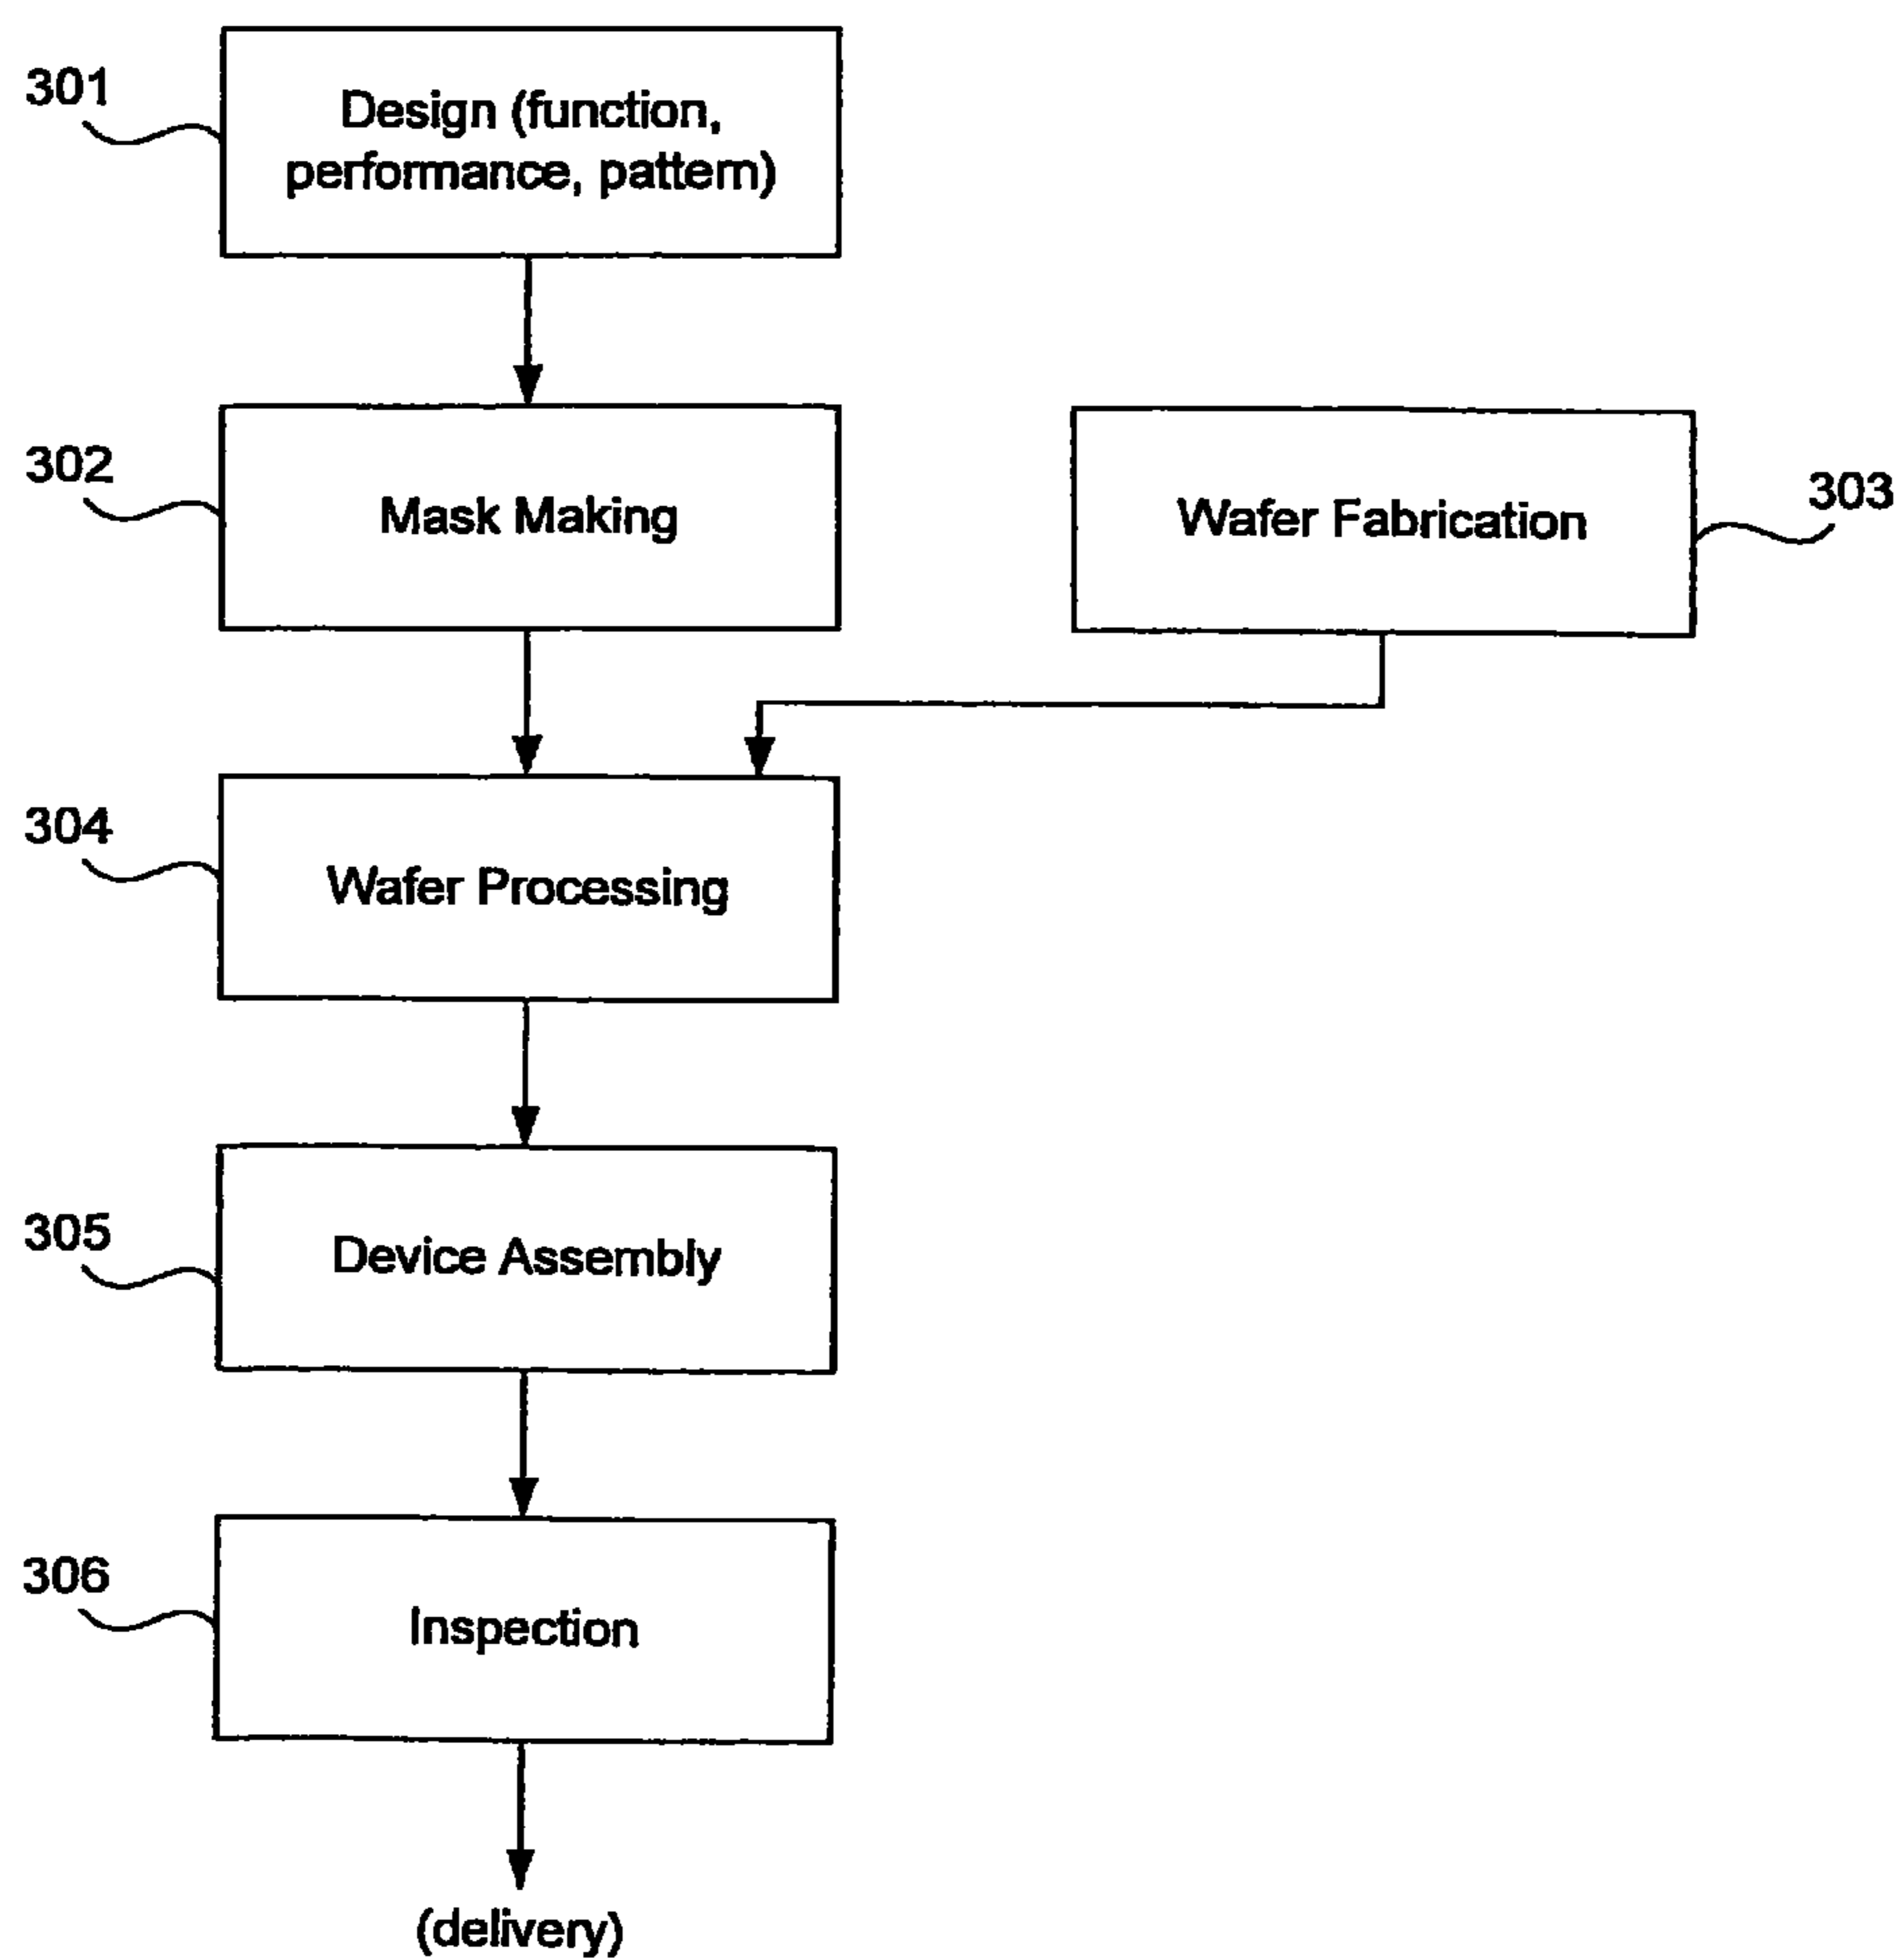 301
Design (function,
performance, pattern)
302
Mask Making
Wafer Fabrication
303
304
Wafer Processing
305
Device Assembly
306
Inspection
(delivery)